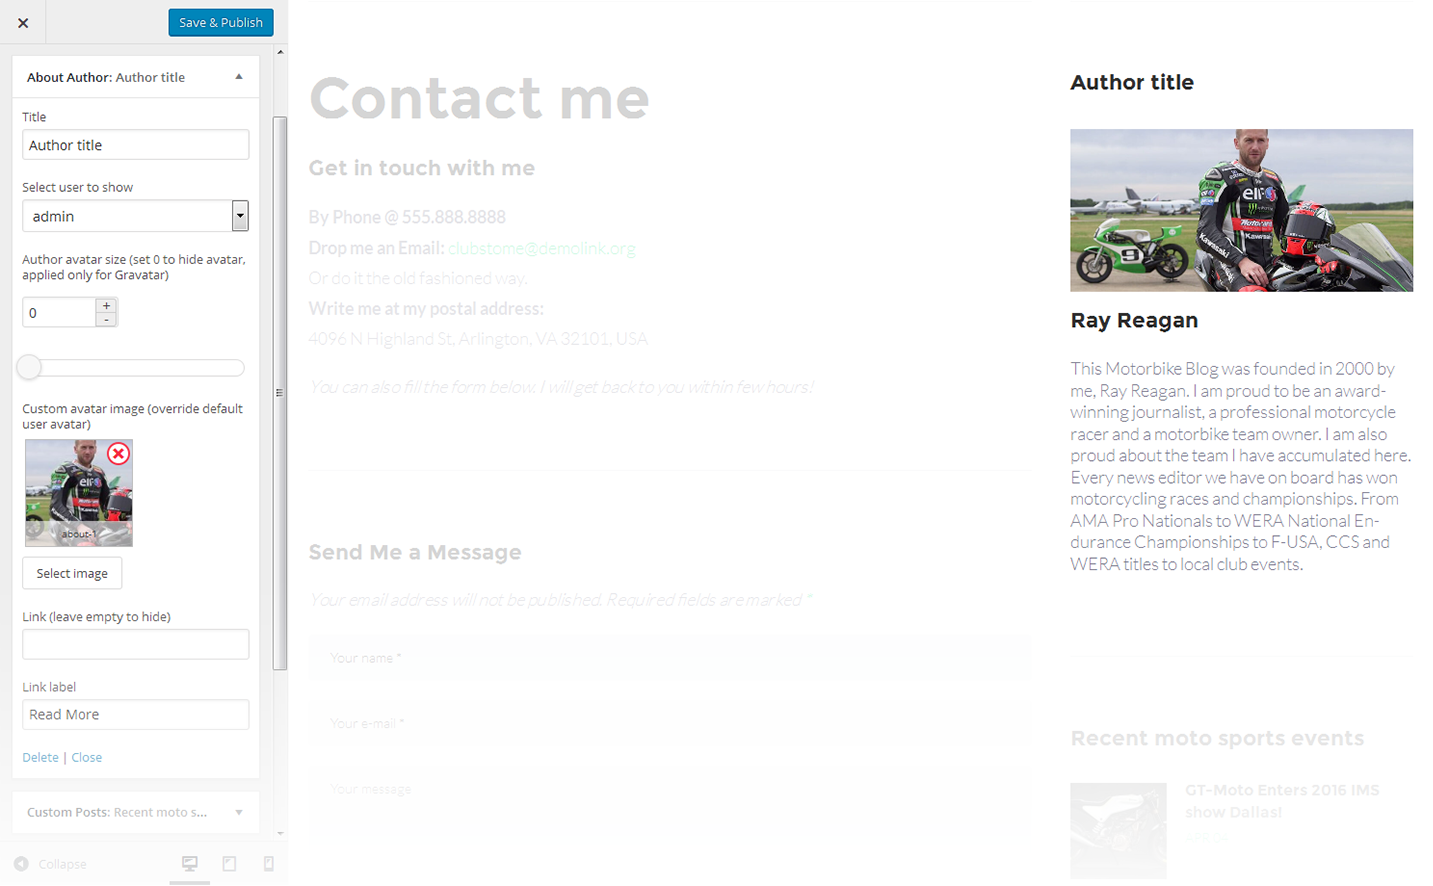 Save & Publish
About Author: Author title
Title
Author title
Select user to show
admin
Author avatar size (set 0 to hide avatar,
applied only for Gravatar)
0
+
-
Custom avatar image (override default
user avatar)
about-1
Select image
Link (leave empty to hide)
Link label
Read More
Delete | Close
Custom Posts: Recent moto s...
Collapse
Contact me
Get in touch with me
By Phone @ 555.888.8888
Drop me an Email: clubstome@demolink.org
Or do it the old fashioned way.
Write me at my postal address:
4096 N Highland St, Arlington, VA 32101, USA
You can also fill the form below. I will get back to you within few hours!
Send Me a Message
Your email address will not be published. Required fields are marked *
Your name *
Your e-mail *
Your message
Author title
elf
Kawasaki
9
Ray Reagan
This Motorbike Blog was founded in 2000 by
me, Ray Reagan. I am proud to be an award-
winning journalist, a professional motorcycle
racer and a motorbike team owner. I am also
proud about the team I have accumulated here.
Every news editor we have on board has won
motorcycling races and championships. From
AMA Pro Nationals to WERA National En-
durance Championships to F-USA, CCS and
WERA titles to local club events.
Recent moto sports events
GT-Moto Enters 2016 IMS
show Dallas!